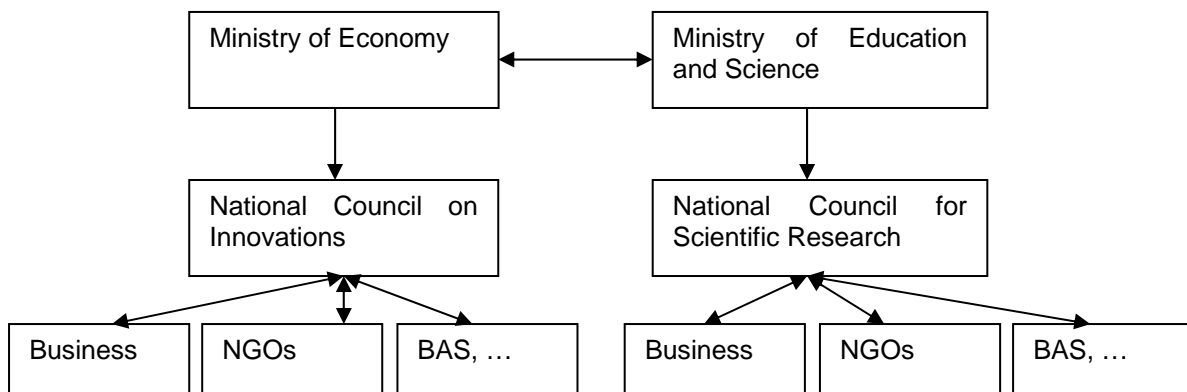 Ministry of Economy
Ministry of Education
and Science
National Council on
Innovations
National Council for
Scientific Research
Business
NGOs
BAS, …
Business
NGOs
BAS, …